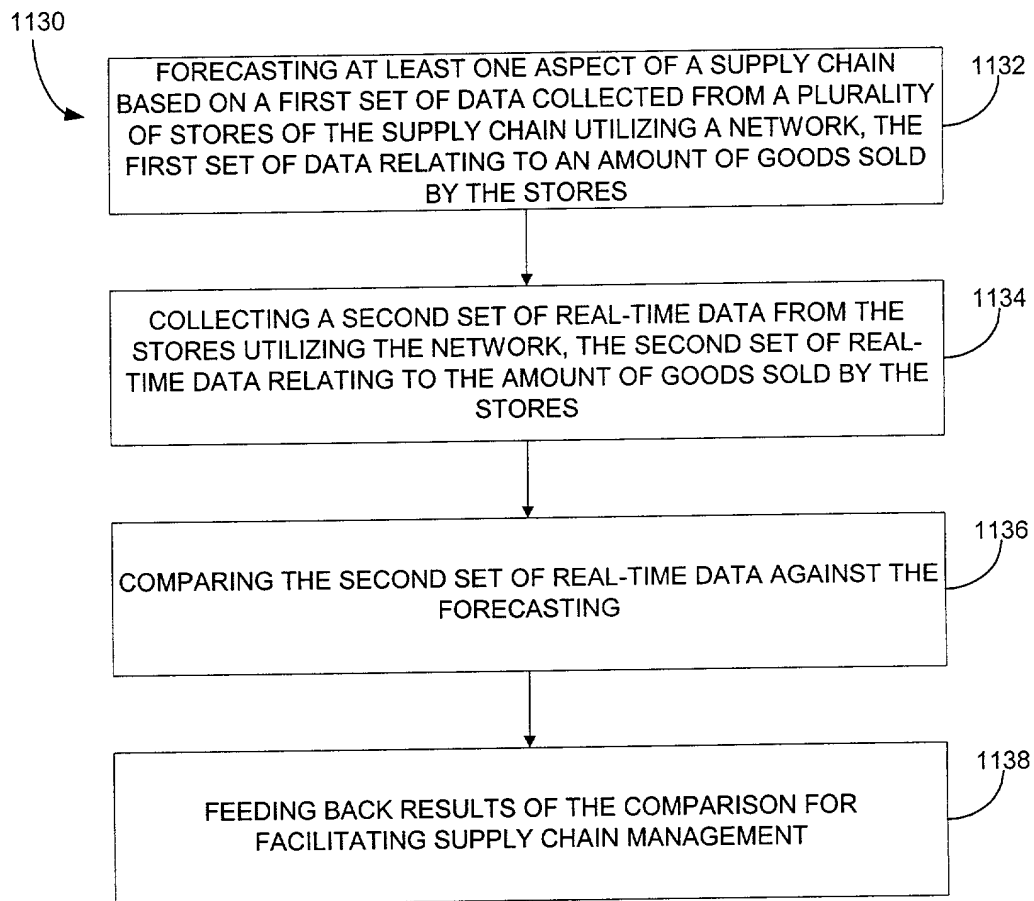 1130
FORECASTING AT LEAST ONE ASPECT OF A SUPPLY CHAIN
BASED ON A FIRST SET OF DATA COLLECTED FROM A PLURALITY
OF STORES OF THE SUPPLY CHAIN UTILIZING A NETWORK, THE
FIRST SET OF DATA RELATING TO AN AMOUNT OF GOODS SOLD
BY THE STORES
1132
COLLECTING A SECOND SET OF REAL-TIME DATA FROM THE
STORES UTILIZING THE NETWORK, THE SECOND SET OF REAL-
TIME DATA RELATING TO THE AMOUNT OF GOODS SOLD BY THE
STORES
1134
COMPARING THE SECOND SET OF REAL-TIME DATA AGAINST THE
FORECASTING
1136
FEEDING BACK RESULTS OF THE COMPARISON FOR
FACILITATING SUPPLY CHAIN MANAGEMENT
1138